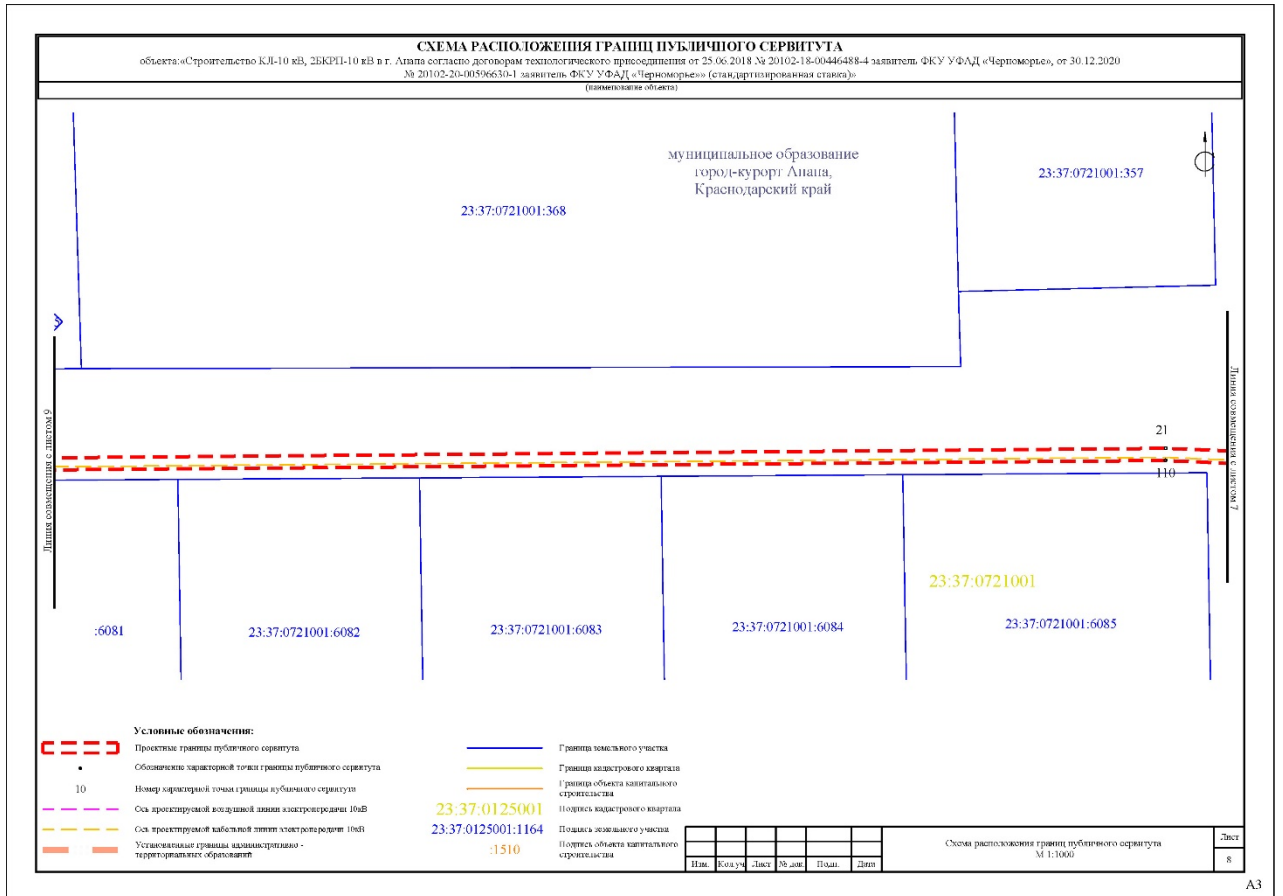 СХЕМА РАСПОЛОЖЕНИЯ ГРАНИЦ ПУБЛИЧНОГО СЕРВИТУТА
объекта:«Строительство КЛ-10 кВ, 2БКРП-10 кВ в г. Анапа согласно договорам технологического присоединения от 25.06.2018 № 20102-18-00446488-4 заявитель ФКУ УФАД «Черноморье», от 30.12.2020
№ 20102-20-00596630-1 заявитель ФКУ УФАД «Черноморье»» (стандартизированная ставка)»
(наименование объекта)
муниципальное образование
город-курорт Анапа,
Краснодарский край
23:37:0721001:357
23:37:0721001:368
Линия совмещения с листом 9
Линия совмещения с листом 7
21
110
23:37:0721001
:6081
23:37:0721001:6082
23:37:0721001:6083
23:37:0721001:6084
23:37:0721001:6085
Условные обозначения:
Проектные границы публичного сервитута
Обозначение характерной точки границы публичного сервитута
10
Номер характерной точки границы публичного сервитута
Ось проектируемой воздушной линии электропередачи 10кВ
Ось проектируемой кабельной линии электропередачи 10кВ
Установленные границы административно -
территориальных образований
Граница земельного участка
Граница кадастрового квартала
Граница объекта капитального
строительства
23:37:0125001
Подпись кадастрового квартала
23:37:0125001:1164
Подпись земельного участка
:1510
Подпись объекта капитального
строительства
Изм.
Кол.уч
Лист
№ док.
Подп.
Дата
Схема расположения границ публичного сервитута
М 1:1000
Лист
8
А3